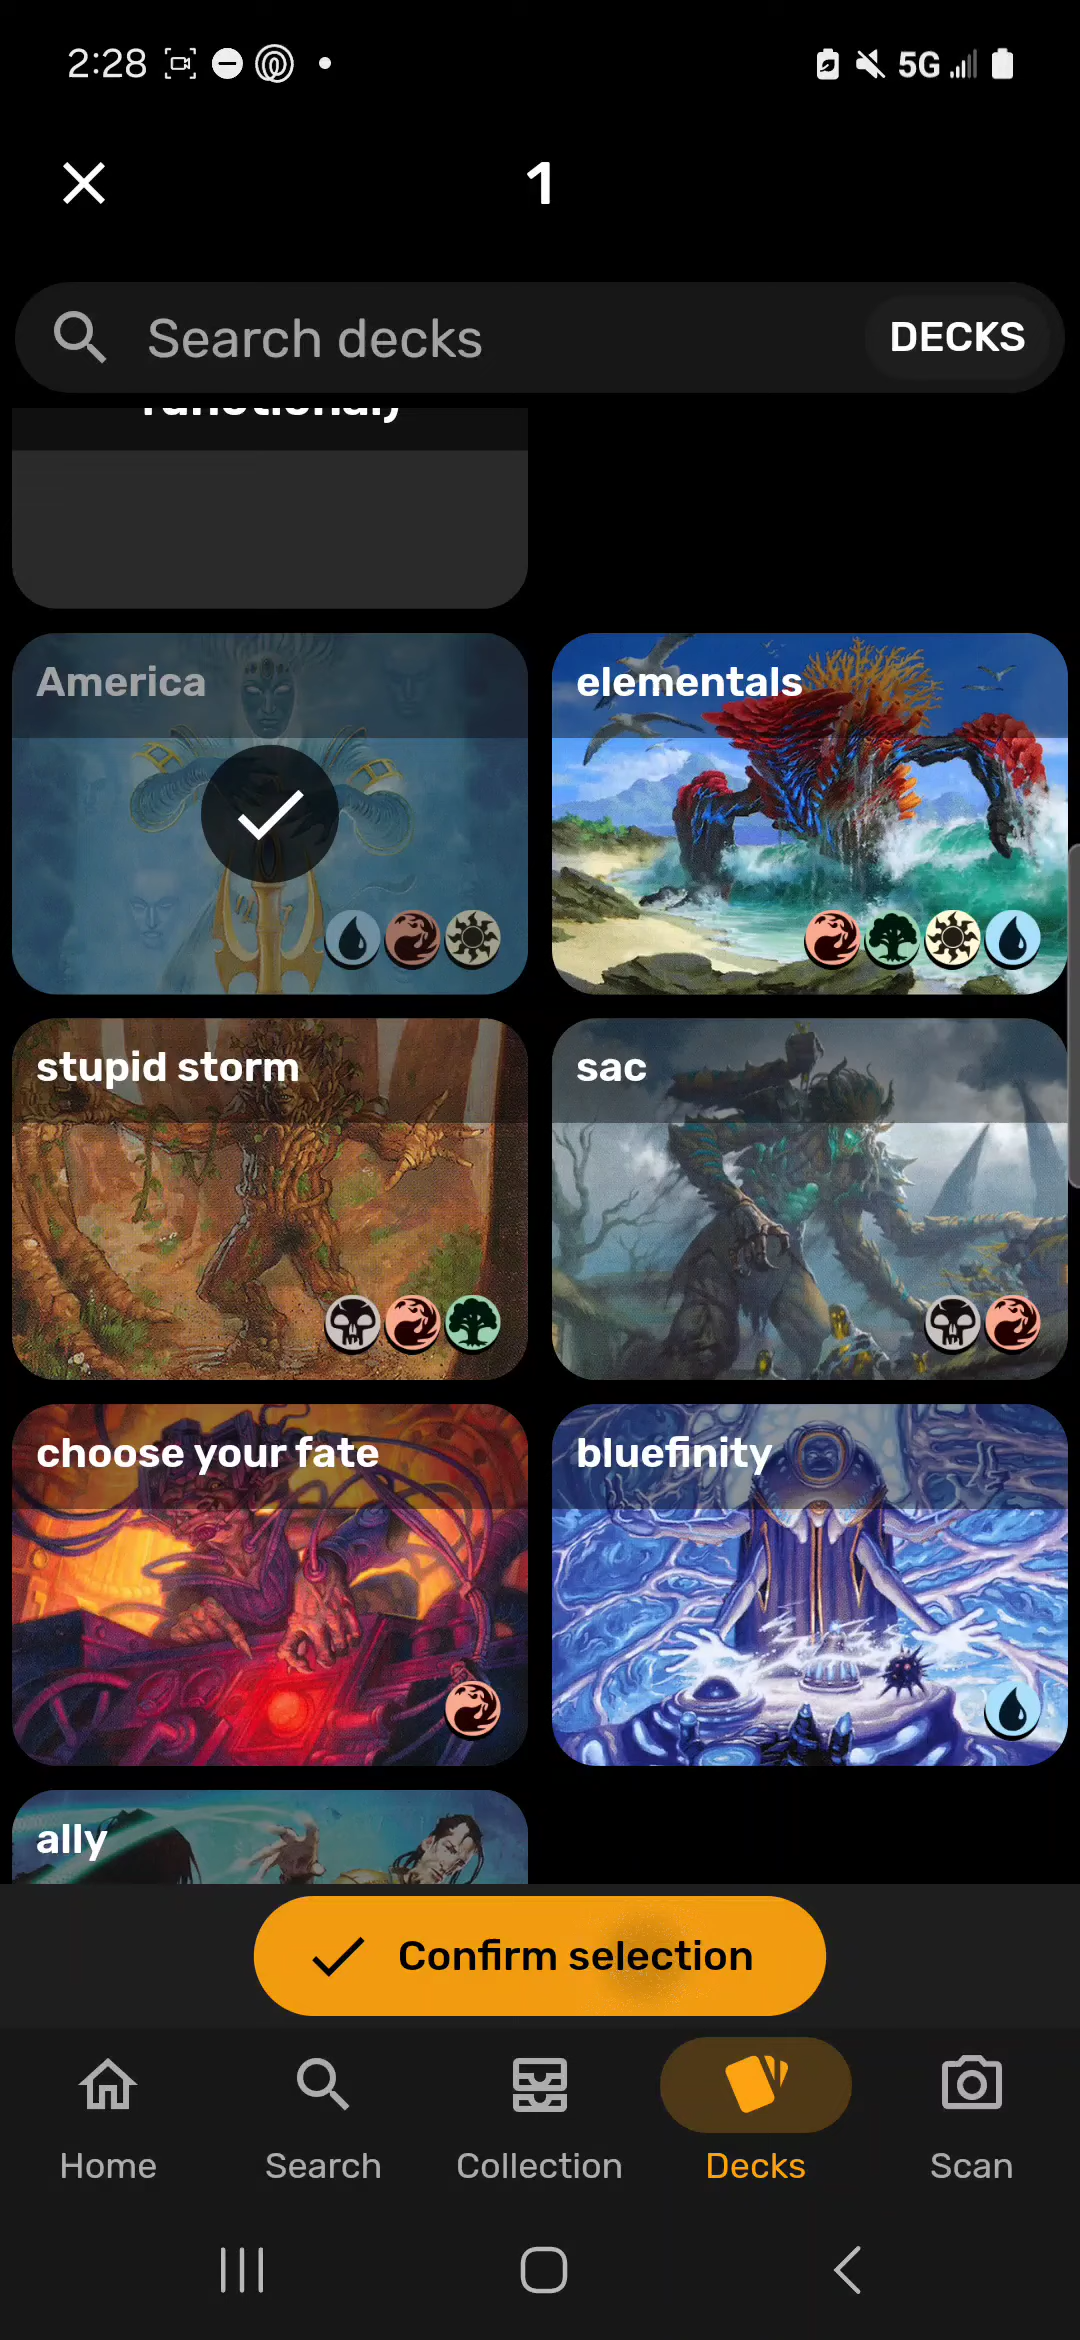 2:28
5G
1
Search decks
DECKS
functionaly
America
elementals
stupid storm
sac
choose your fate
bluefinity
ally
Confirm selection
Home
Search
Collection
Decks
Scan